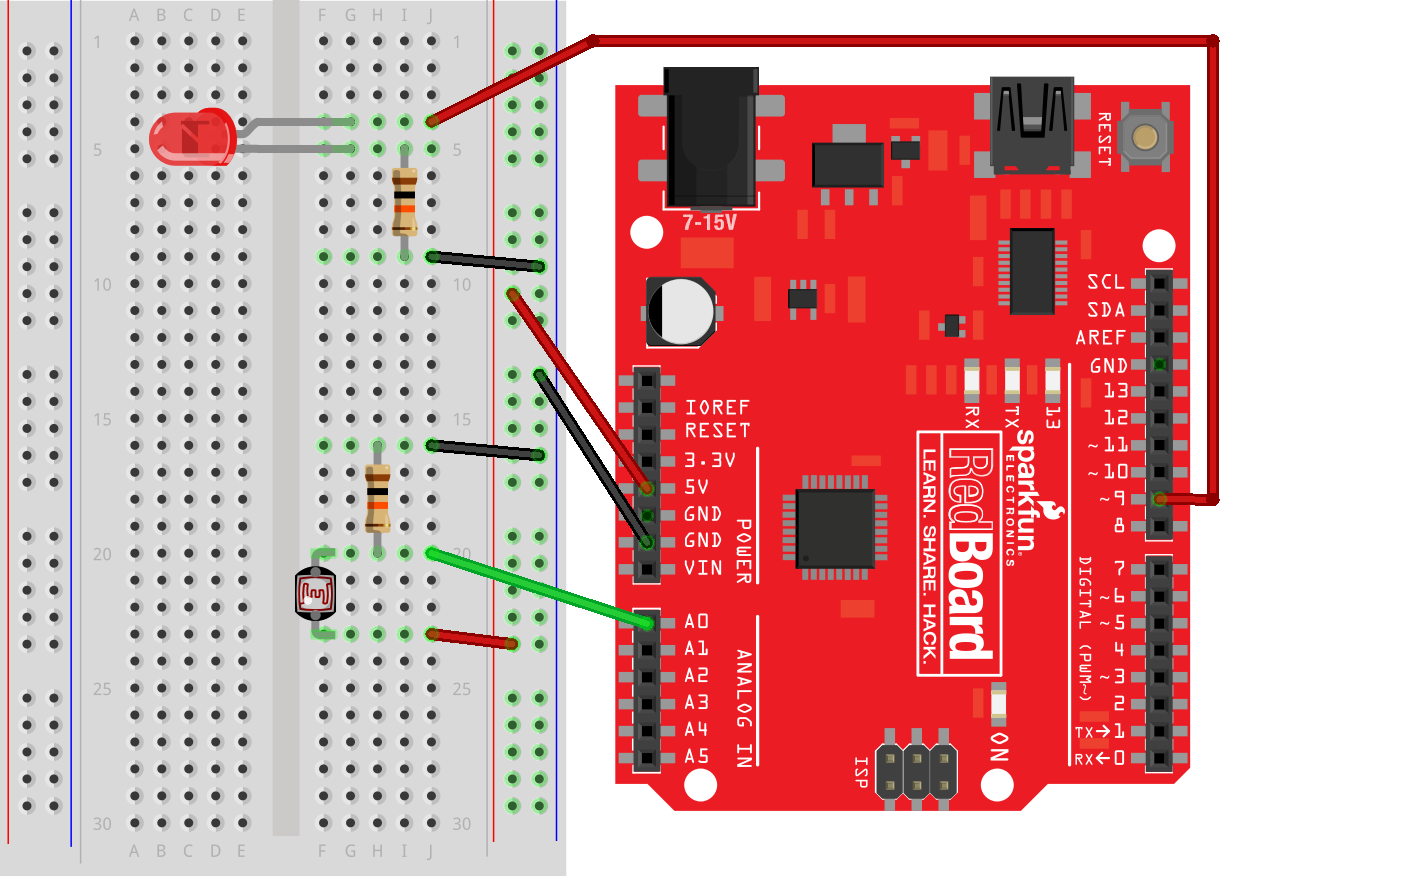 A B C D E F G H I J
1 1
5 5
10 10
15 15
20 20
25 25
30 30
A B C D E F G H I J
7-15V
RESET
IOREF
RESET
3.3V
5V
GND
GND
VIN
POWER
A0
A1
A2
A3
A4
A5
ANALOG IN
RX
TX
13
sparkfun
ELECTRONICS
RedBoard
LEARN. SHARE. HACK.
SCL
SDA
AREF
GND
13
12
~11
~10
~9
8
7
~6
~5
4
~3
2
TX→1
RX←0
DIGITAL (PWM~)
ON
ISP